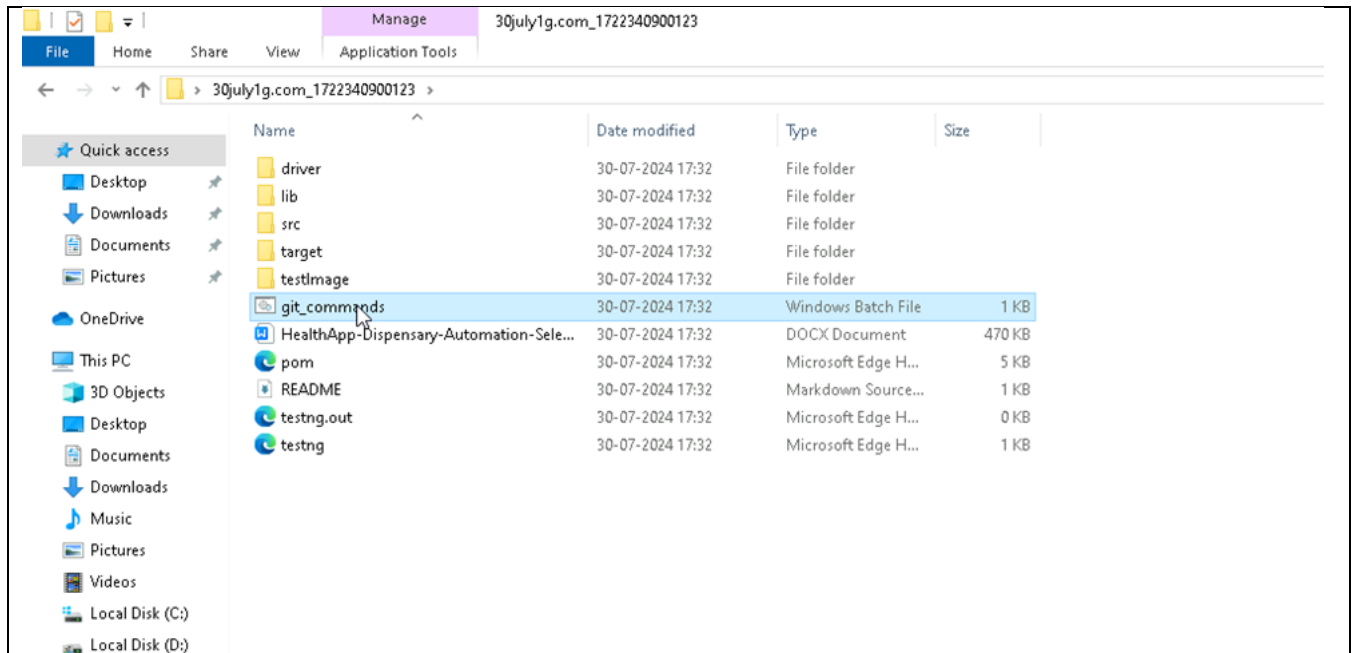 Manage
30july1g.com_1722340900123
File
Home
Share
View
Application Tools
30july1g.com_1722340900123
Name
Date modified
Type
Size
Quick access
Desktop
Downloads
Documents
Pictures
OneDrive
This PC
3D Objects
Desktop
Documents
Downloads
Music
Pictures
Videos
Local Disk (C:)
Local Disk (D:)
driver 30-07-2024 17:32 File folder
lib 30-07-2024 17:32 File folder
src 30-07-2024 17:32 File folder
target 30-07-2024 17:32 File folder
testImage 30-07-2024 17:32 File folder
git_commands 30-07-2024 17:32 Windows Batch File 1 KB
HealthApp-Dispensary-Automation-Sele... 30-07-2024 17:32 DOCX Document 470 KB
pom 30-07-2024 17:32 Microsoft Edge H... 5 KB
README 30-07-2024 17:32 Markdown Source... 1 KB
testng.out 30-07-2024 17:32 Microsoft Edge H... 0 KB
testng 30-07-2024 17:32 Microsoft Edge H... 1 KB